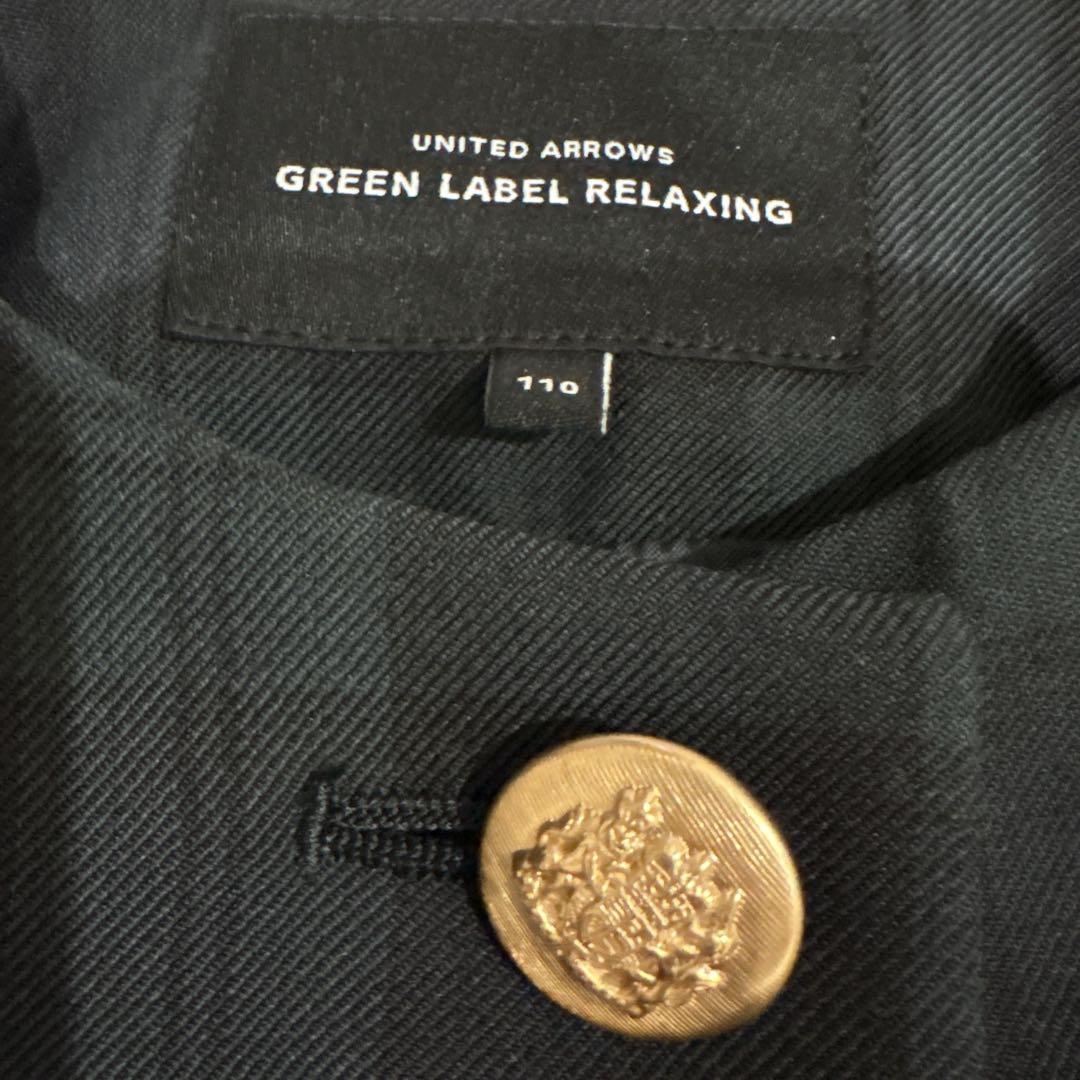 UNITED ARROWS
GREEN LABEL RELAXING
110